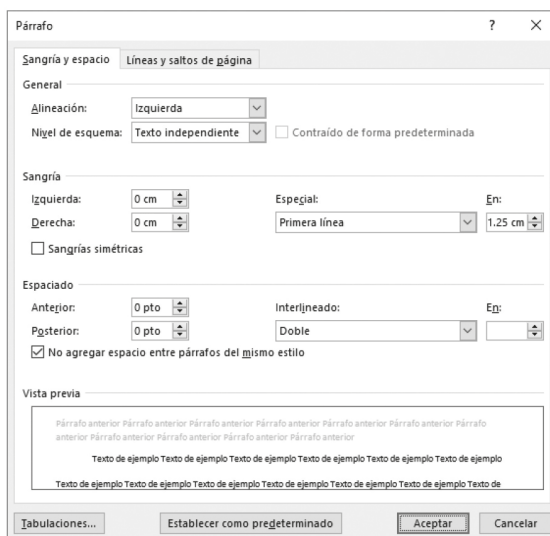 Párrafo ? ×
Sangría y espacio Líneas y saltos de página
General
Alineación: Izquierda
Nivel de esquema: Texto independiente Contraído de forma predeterminada
Sangría
Izquierda: 0 cm Especial: En:
Derecha: 0 cm Primera línea 1.25 cm
Sangrías simétricas
Espaciado
Anterior: 0 pto Interlineado: En:
Posterior: 0 pto Doble
No agregar espacio entre párrafos del mismo estilo
Vista previa
Párrafo anterior Párrafo anterior Párrafo anterior Párrafo anterior Párrafo anterior Párrafo anterior Párrafo
anterior Párrafo anterior Párrafo anterior Párrafo anterior Párrafo anterior
Texto de ejemplo Texto de ejemplo Texto de ejemplo Texto de ejemplo Texto de ejemplo Texto de ejemplo
Texto de ejemplo Texto de ejemplo Texto de ejemplo Texto de ejemplo Texto de ejemplo Texto de ejemplo Texto de
Tabulaciones... Establecer como predeterminado Aceptar Cancelar